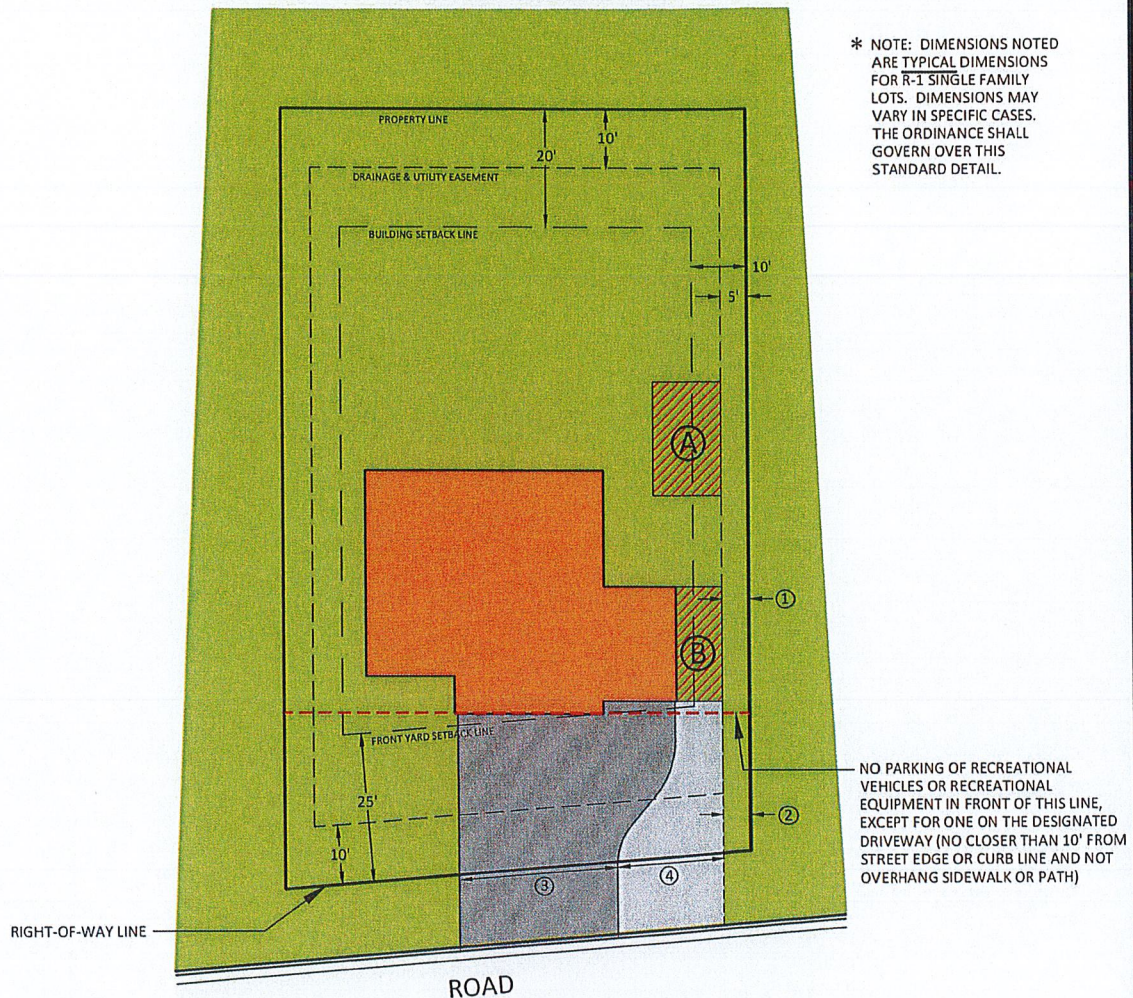 * NOTE: DIMENSIONS NOTED
ARE TYPICAL DIMENSIONS
FOR R-1 SINGLE FAMILY
LOTS. DIMENSIONS MAY
VARY IN SPECIFIC CASES.
THE ORDINANCE SHALL
GOVERN OVER THIS
STANDARD DETAIL.
PROPERTY LINE
10'
20'
DRAINAGE & UTILITY EASEMENT
BUILDING SETBACK LINE
10'
5'
A
1
B
FRONT YARD SETBACK LINE
NO PARKING OF RECREATIONAL
VEHICLES OR RECREATIONAL
EQUIPMENT IN FRONT OF THIS LINE,
EXCEPT FOR ONE ON THE DESIGNATED
DRIVEWAY (NO CLOSER THAN 10' FROM
STREET EDGE OR CURB LINE AND NOT
OVERHANG SIDEWALK OR PATH)
25'
2
10'
3
4
RIGHT-OF-WAY LINE
ROAD